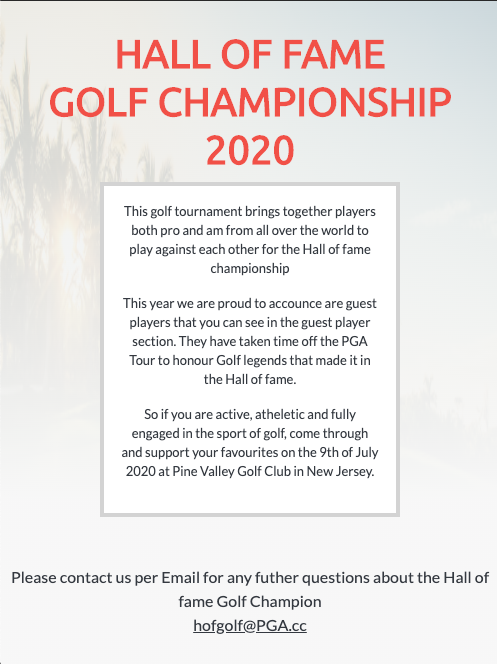 HALL OF FAME
GOLF CHAMPIONSHIP
2020
This golf tournament brings together players
both pro and am from all over the world to
play against each other for the Hall of fame
championship
This year we are proud to accounce are guest
players that you can see in the guest player
section. They have taken time off the PGA
Tour to honour Golf legends that made it in
the Hall of fame.
So if you are active, atheletic and fully
engaged in the sport of golf, come through
and support your favourites on the 9th of July
2020 at Pine Valley Golf Club in New Jersey.
Please contact us per Email for any futher questions about the Hall of
fame Golf Champion
hofgolf@PGA.cc